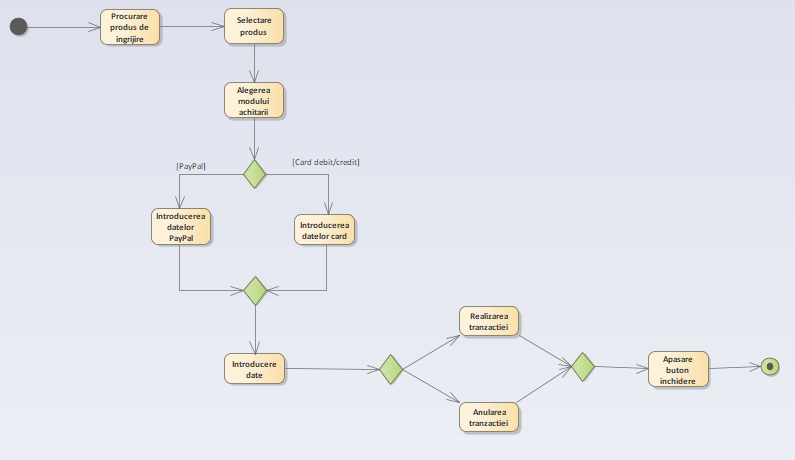 Procurare
produs de
ingrijire
Selectare
produs
Alegerea
modului
achitarii
[PayPal]
[Card debit/credit]
Introducerea
datelor
PayPal
Introducerea
datelor card
Introducere
date
Realizarea
tranzactiei
Anularea
tranzactiei
Apasare
buton
inchidere